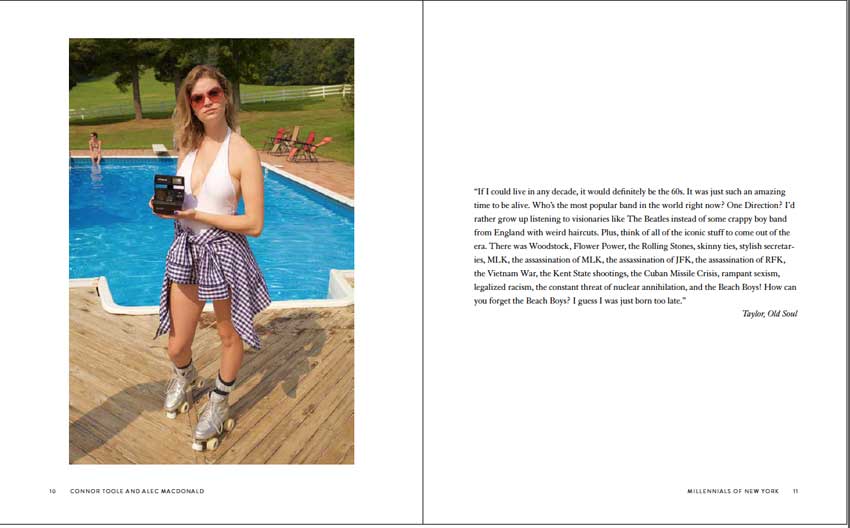 10 CONNOR TOOLE AND ALEC MACDONALD
“If I could live in any decade, it would definitely be the 60s. It was just such an amazing
time to be alive. Who’s the most popular band in the world right now? One Direction? I’d
rather grow up listening to visionaries like The Beatles instead of some crappy boy band
from England with weird haircuts. Plus, think of all of the iconic stuff to come out of the
era. There was Woodstock, Flower Power, the Rolling Stones, skinny ties, stylish secretar-
ies, MLK, the assassination of MLK, the assassination of JFK, the assassination of RFK,
the Vietnam War, the Kent State shootings, the Cuban Missile Crisis, rampant sexism,
legalized racism, the constant threat of nuclear annihilation, and the Beach Boys! How can
you forget the Beach Boys? I guess I was just born too late.”
Taylor, Old Soul
MILLENNIALS OF NEW YORK 11